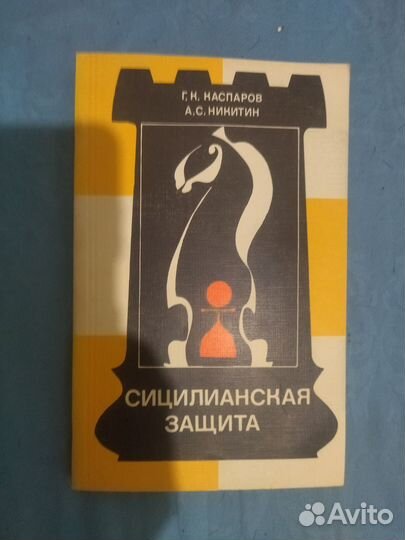 Г.К. КАСПАРОВ
А.С. НИКИТИН
СИЦИЛИАНСКАЯ
ЗАЩИТА
Avito